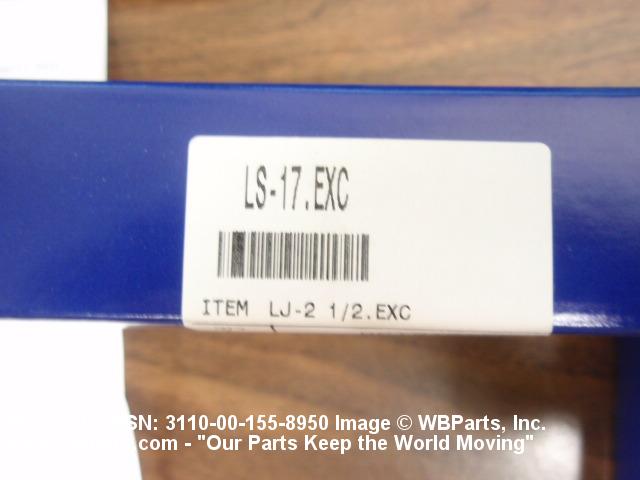 LS-17.EXC
ITEM LJ-2 1/2.EXC
SN: 3110-00-155-8950 Image © WBParts, Inc.
.com - "Our Parts Keep the World Moving"